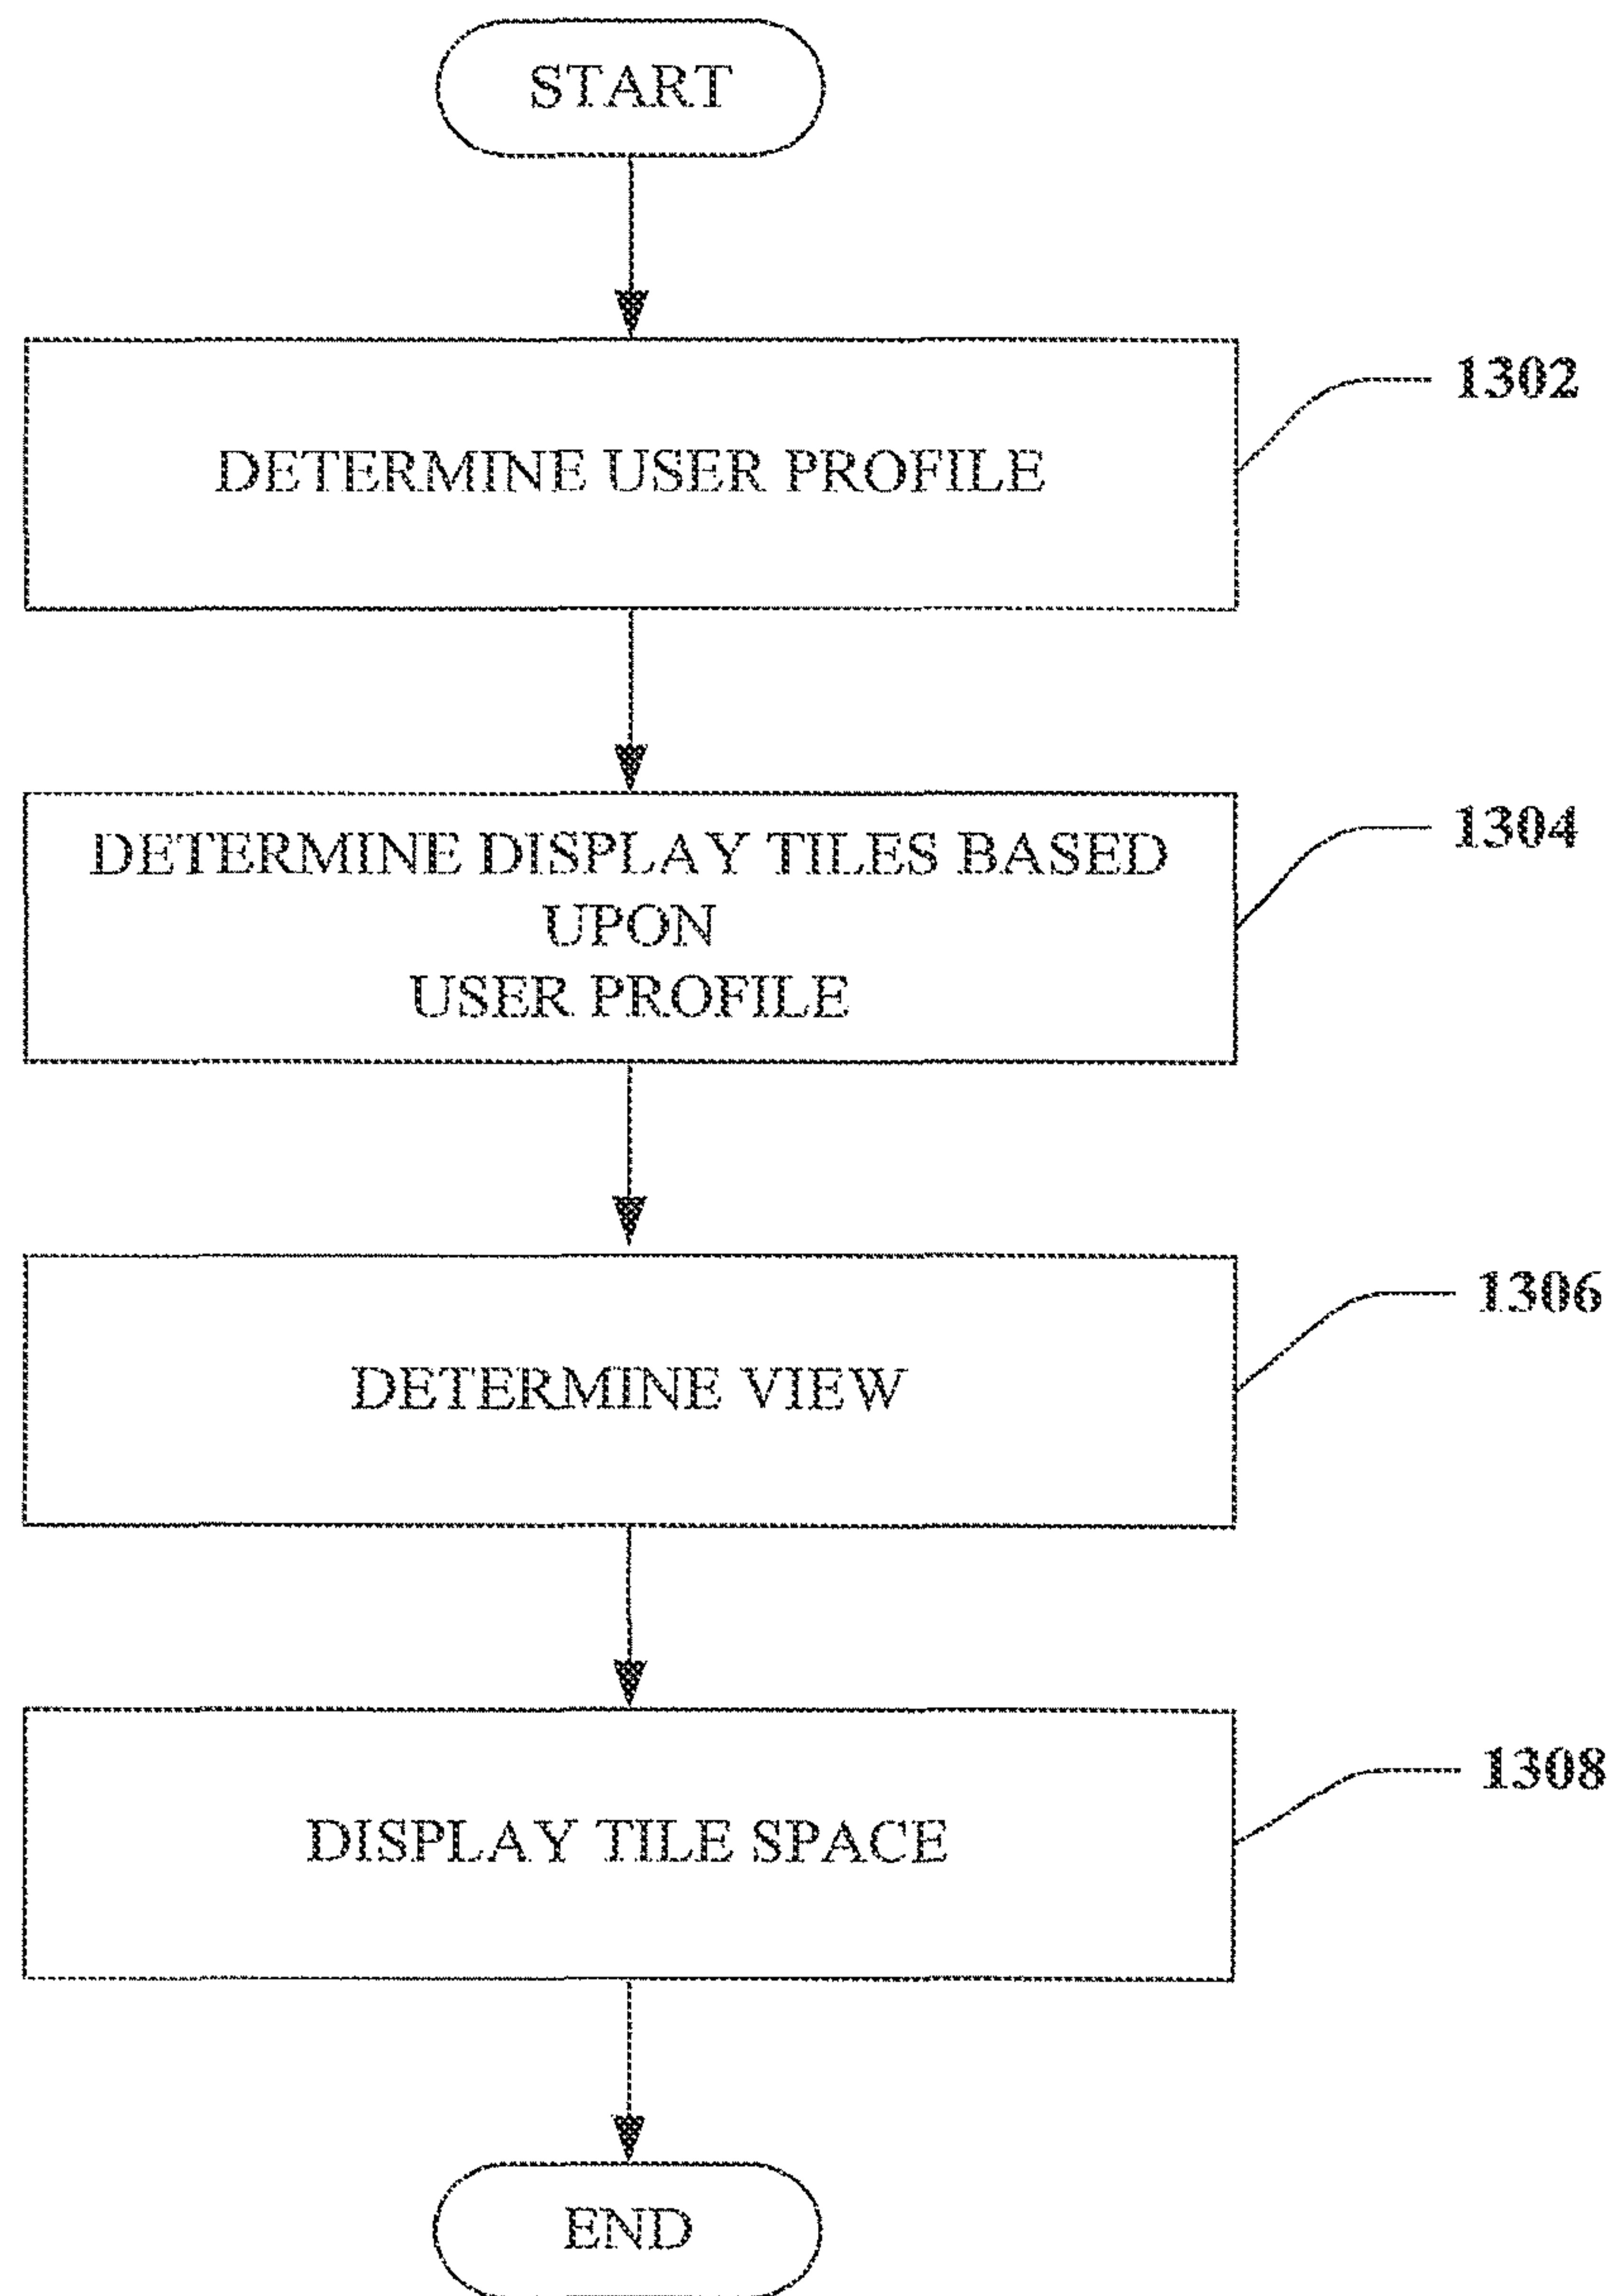 START
DETERMINE USER PROFILE
1302
DETERMINE DISPLAY TILES BASED
UPON
USER PROFILE
1304
DETERMINE VIEW
1306
DISPLAY TILE SPACE
1308
END